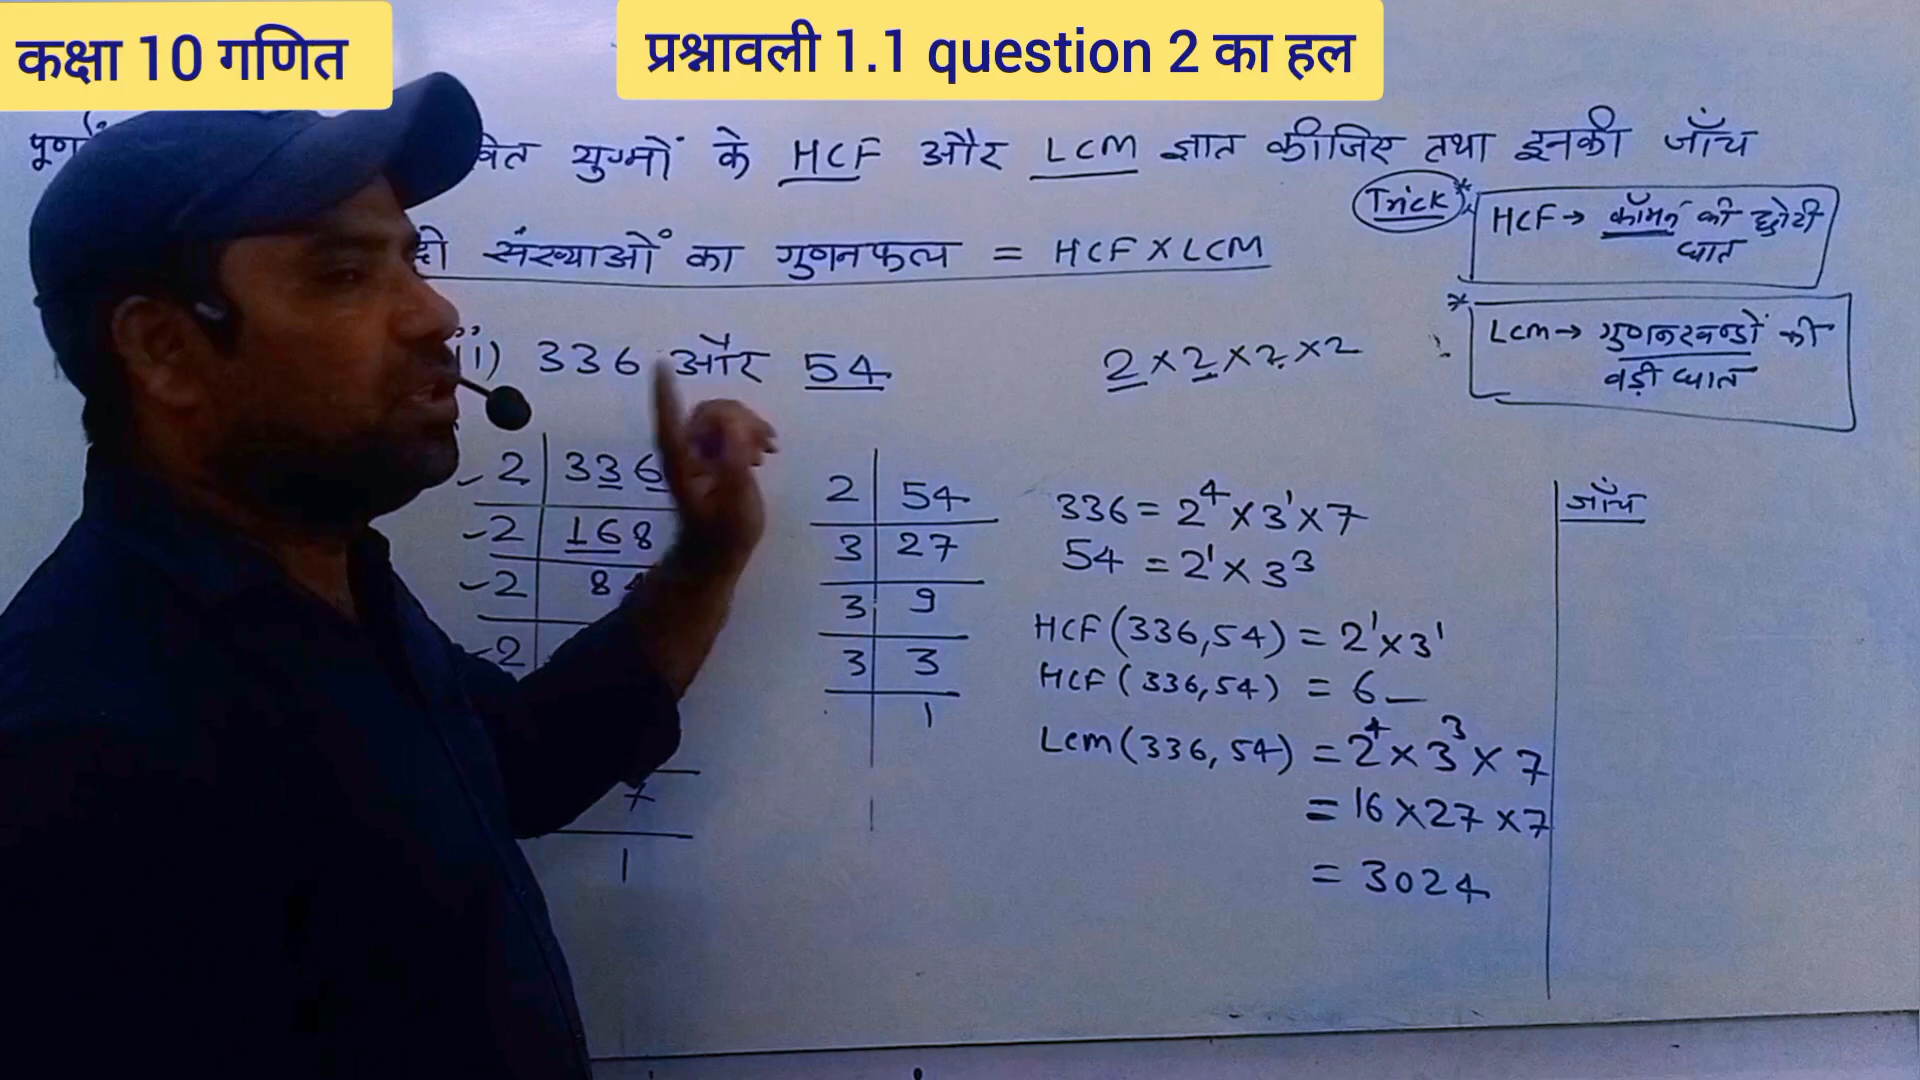 कक्षा 10 गणित
प्रश्नावली 1.1 question 2 का हल
युग्मों के HCF और LCM ज्ञात कीजिए तथा इनकी जाँच
दो संख्याओं का गुणनफल = HCF X LCM
Trick
* HCF → कॉमन की छोटी
घात
* LCM → गुणनखण्डों की
बड़ी घात
ii) 336 और 54
2 × 2 × 2 × 2
2 | 336
2 | 168
2 | 84
2
7
1
2 | 54
3 | 27
3 | 9
3 | 3
1
336 = 2⁴ × 3¹ × 7
54 = 2¹ × 3³
HCF (336, 54) = 2¹ × 3¹
HCF (336, 54) = 6
Lcm (336, 54) = 2⁴ × 3³ × 7
= 16 × 27 × 7
= 3024
जाँच